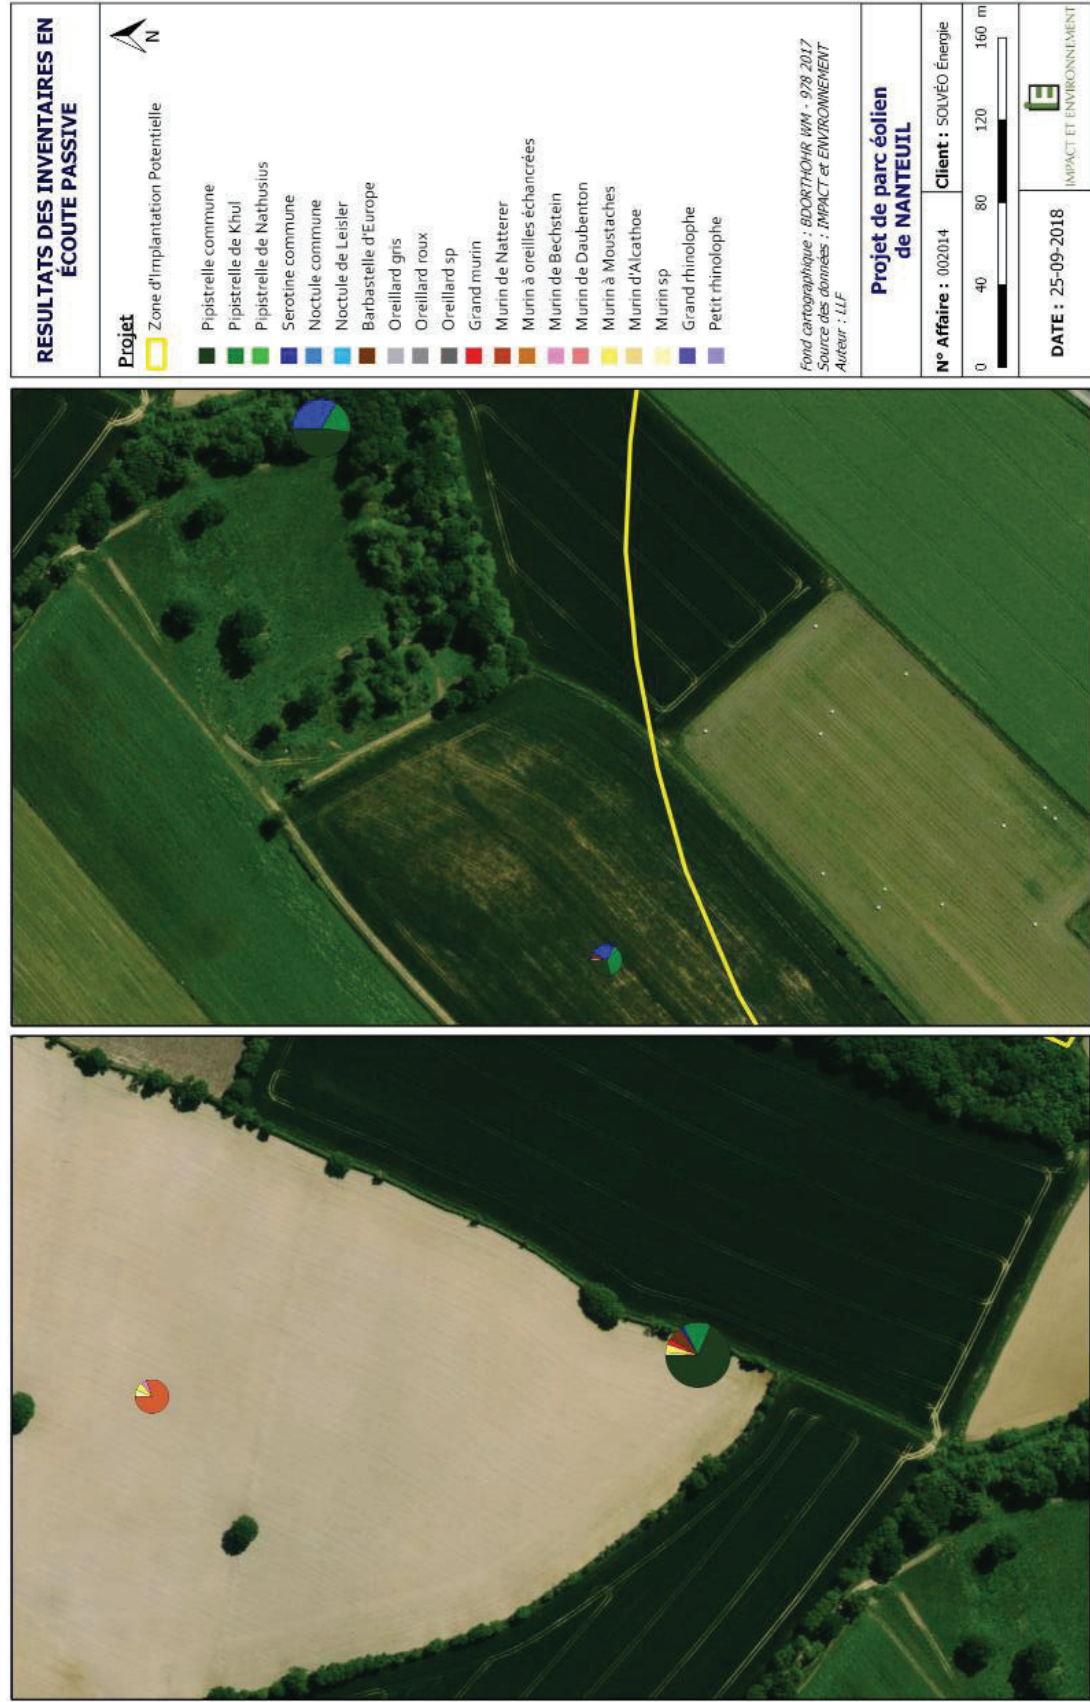 RESULTATS DES INVENTAIRES EN
ÉCOUTE PASSIVE
N
Projet
Zone d'Implantation Potentielle
Pipistrelle commune
Pipistrelle de Khul
Pipistrelle de Nathusius
Serotine commune
Noctule commune
Noctule de Leisler
Barbastelle d'Europe
Oreillard gris
Oreillard roux
Oreillard sp
Grand murin
Murin de Natterer
Murin à oreilles échancrées
Murin de Bechstein
Murin de Daubenton
Murin à Moustaches
Murin d'Alcathoe
Murin sp
Grand rhinolophe
Petit rhinolophe
Fond cartographique : BDORTHOHR WM - 978 2017
Source des données : IMPACT et ENVIRONNEMENT
Auteur : LLF
Projet de parc éolien
de NANTEUIL
N° Affaire : 002014
Client : SOLVÉO Énergie
0 40 80 120 160 m
DATE : 25-09-2018
IE
IMPACT ET ENVIRONNEMENT